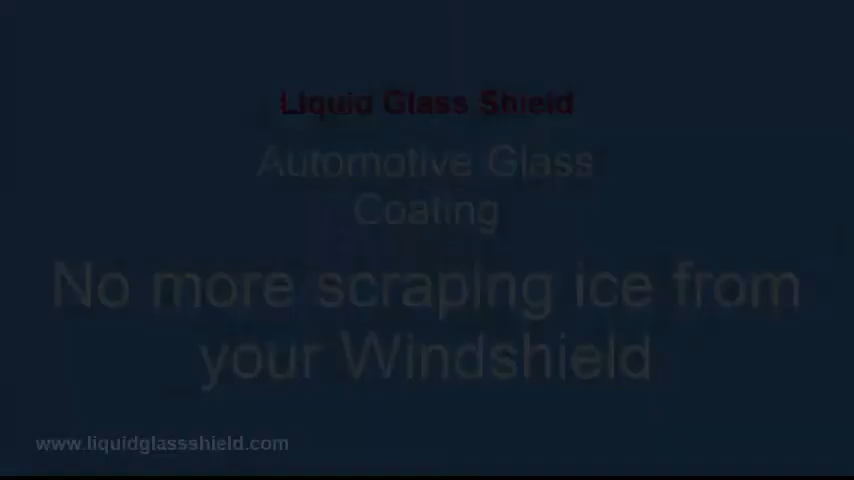 Liquid Glass Shield
Automotive Glass
Coating
No more scraping ice from
your Windshield
www.liquidglassshield.com